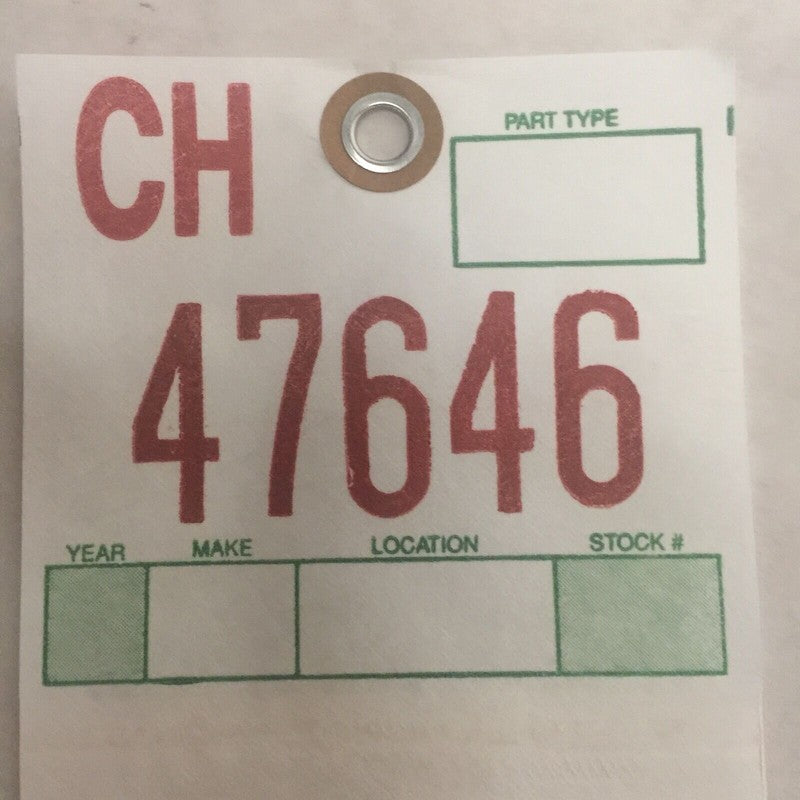 CH
PART TYPE
47646
YEAR MAKE LOCATION STOCK #